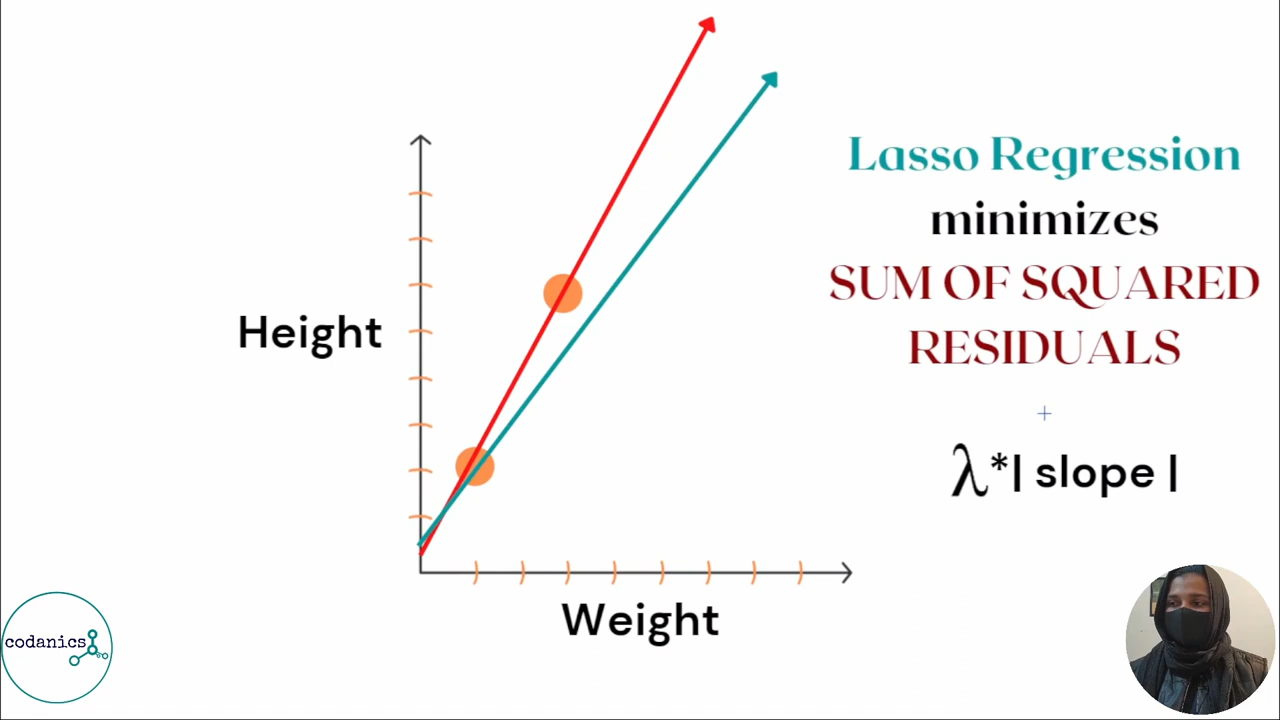 Lasso Regression
minimizes
SUM OF SQUARED
RESIDUALS
+
λ*| slope |
Height
Weight
codanics